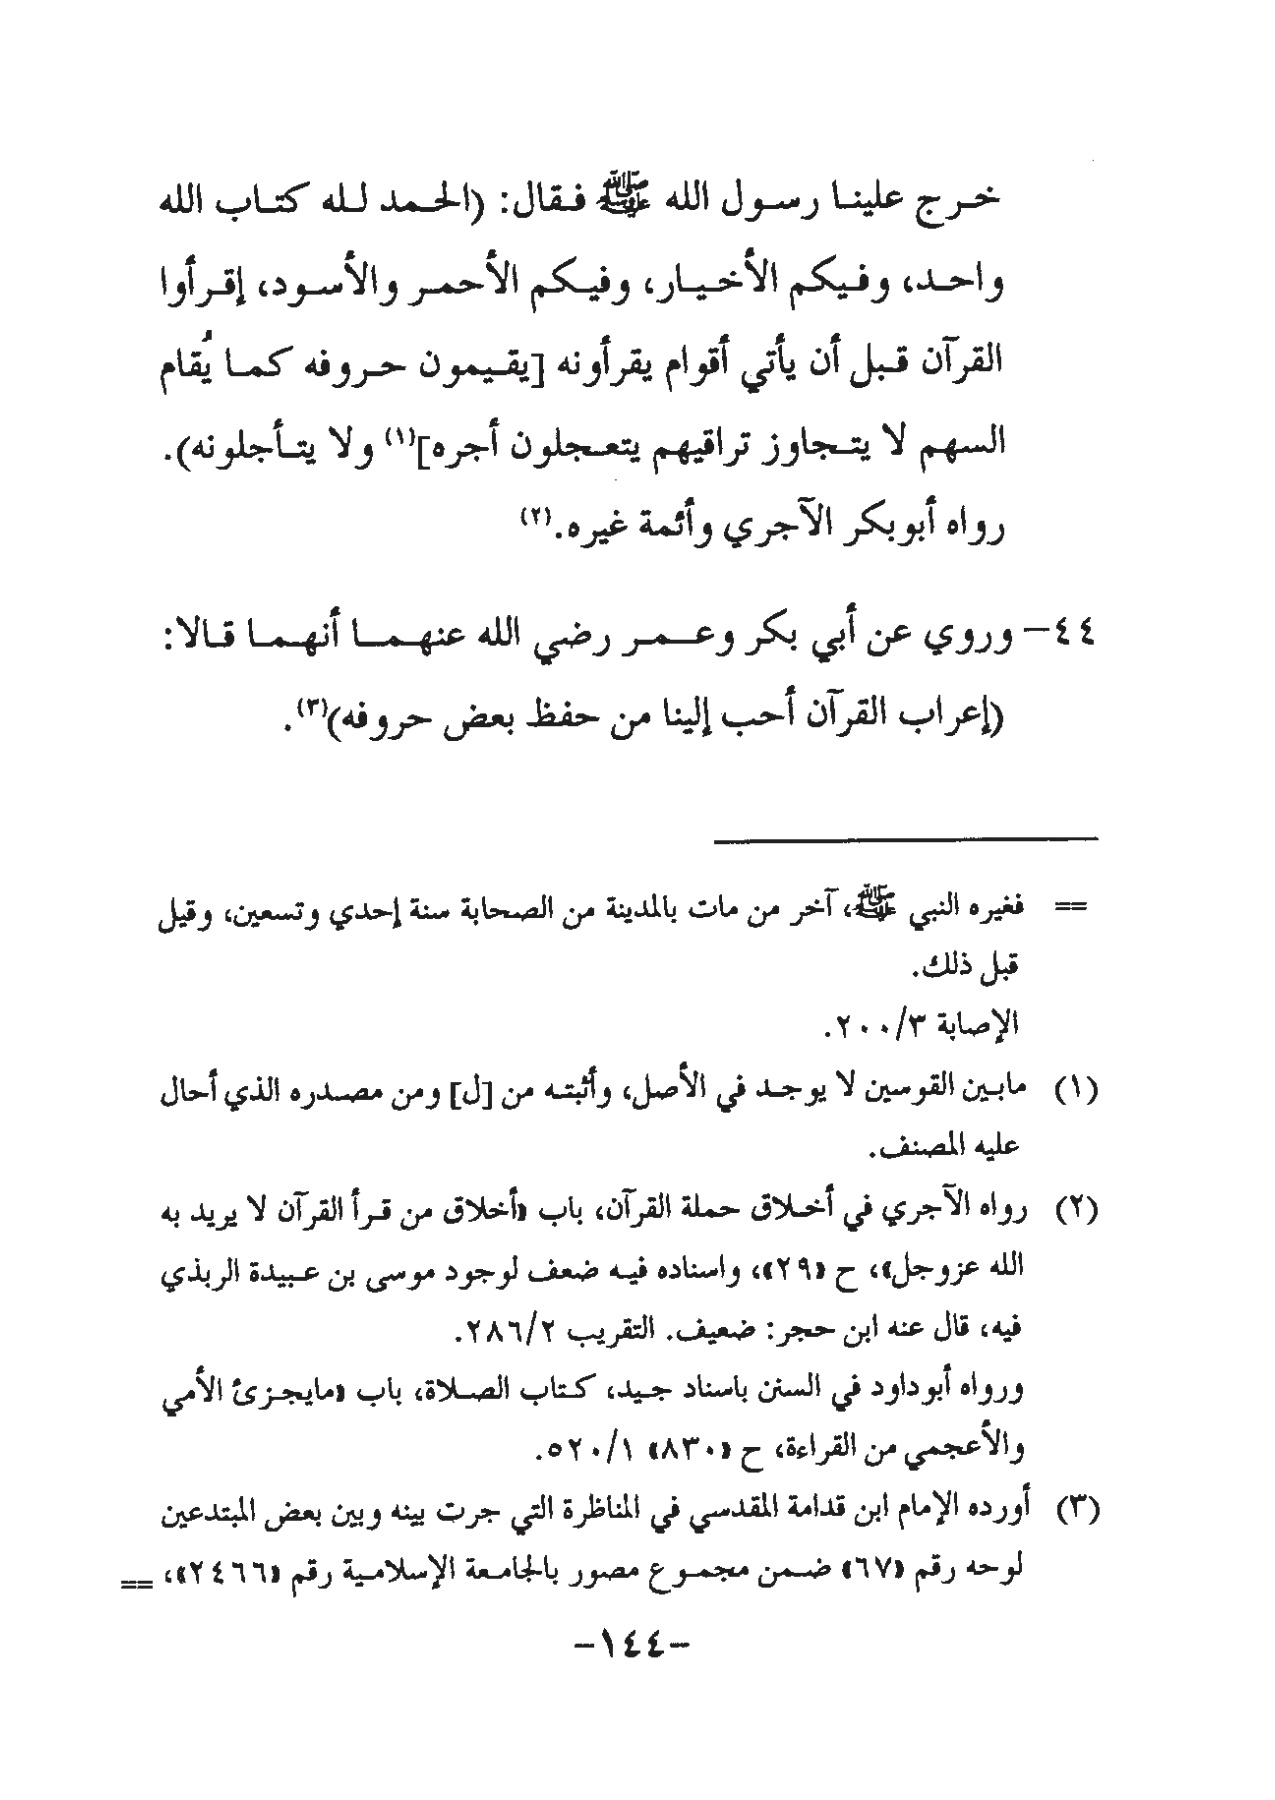 خرج علينا رسول الله ﷺ فقال: (الحمد لله كتاب الله
واحد، وفيكم الأخيار، وفيكم الأحمر والأسود، إقرأوا
القرآن قبل أن يأتي أقوام يقرأونه [يقيمون حروفه كما يُقام
السهم لا يتجاوز تراقيهم يتعجلون أجره](١) ولا يتأجلونه).
رواه أبوبكر الآجري وأئمة غيره.(٢)
٤٤- وروي عن أبي بكر وعمر رضي الله عنهما أنهما قالا:
(إعراب القرآن أحب إلينا من حفظ بعض حروفه)(٣).
== فغيره النبي ﷺ، آخر من مات بالمدينة من الصحابة سنة إحدي وتسعين، وقيل
قبل ذلك.
الإصابة ٢٠٠/٣.
(١) مابين القوسين لا يوجد في الأصل، وأثبته من [ل] ومن مصدره الذي أحال
عليه المصنف.
(٢) رواه الآجري في أخلاق حملة القرآن، باب «أخلاق من قرأ القرآن لا يريد به
الله عزوجل»، ح «٢٩»، واسناده فيه ضعف لوجود موسى بن عبيدة الربذي
فيه، قال عنه ابن حجر: ضعيف. التقريب ٢٨٦/٢.
ورواه أبوداود في السنن باسناد جيد، كتاب الصلاة، باب «مايجزئ الأمي
والأعجمي من القراءة، ح «٨٣٠» ٥٢٠/١.
(٣) أورده الإمام ابن قدامة المقدسي في المناظرة التي جرت بينه وبين بعض المبتدعين
لوحه رقم «٦٧» ضمن مجموع مصور بالجامعة الإسلامية رقم «٢٤٦٦»، ==
-١٤٤-